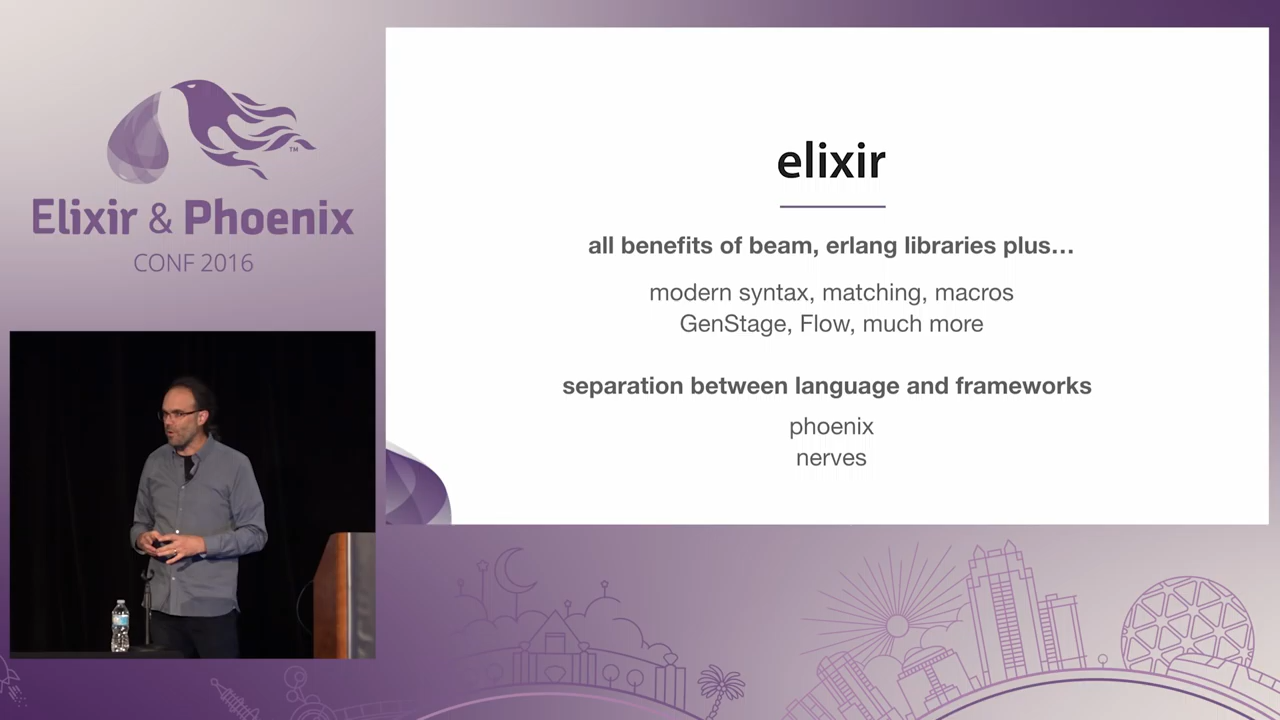 Elixir & Phoenix
TM
CONF 2016
elixir
all benefits of beam, erlang libraries plus...
modern syntax, matching, macros
GenStage, Flow, much more
separation between language and frameworks
phoenix
nerves